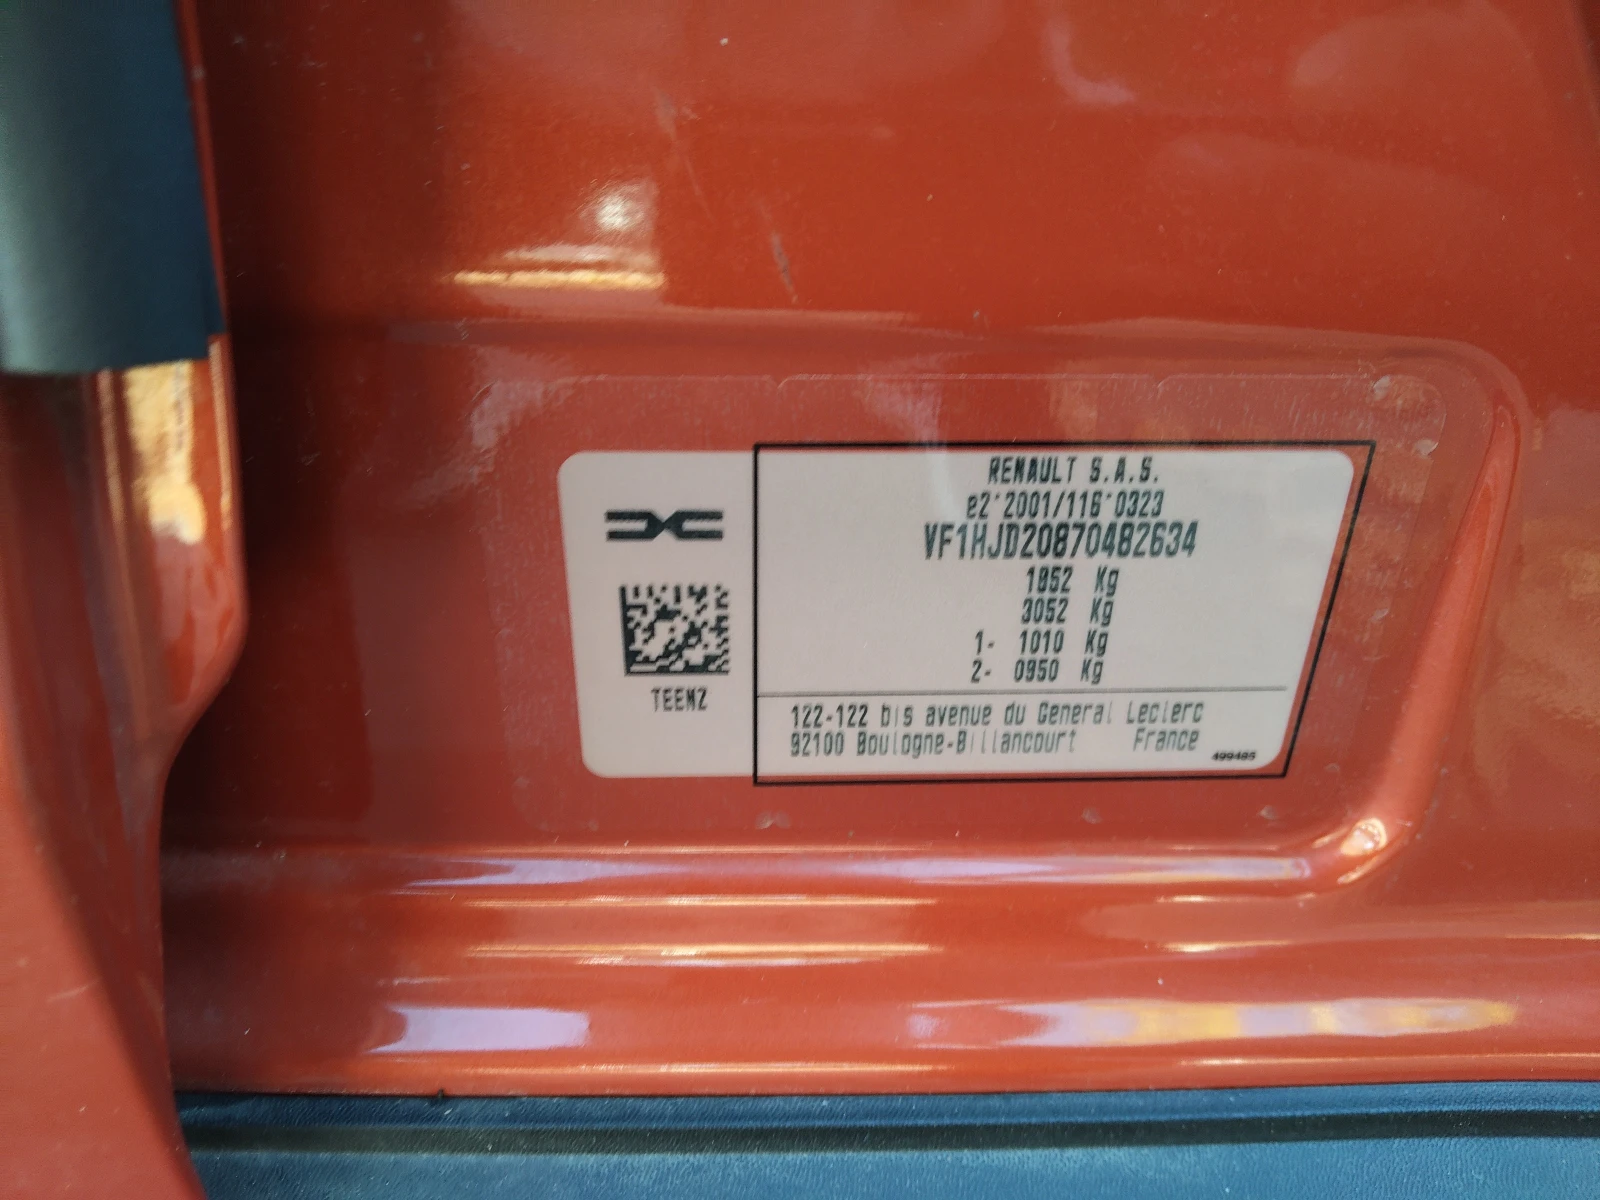 RENAULT S.A.S.
e2*2001/116*0323
VF1HJD20870482634
1852 Kg
3052 Kg
1- 1010 Kg
2- 0950 Kg
TEENZ
122-122 bis avenue du General Leclerc
92100 Boulogne-Billancourt France
499485